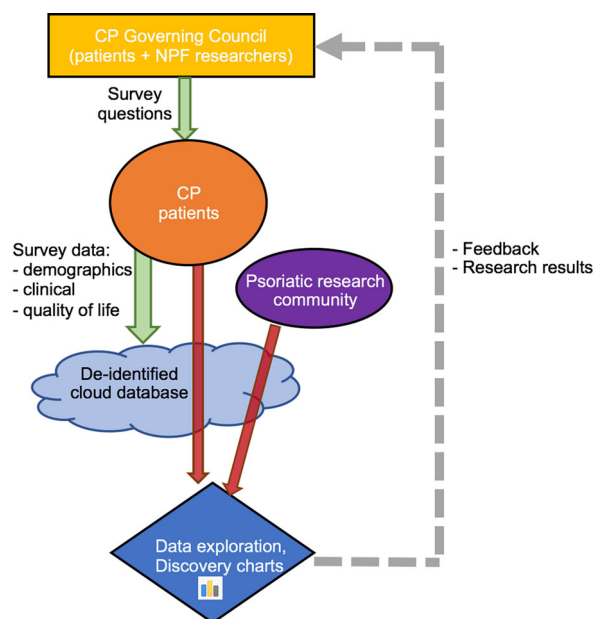 CP Governing Council
(patients + NPF researchers)
Survey
questions
CP
patients
Survey data:
- demographics
- clinical
- quality of life
Psoriatic research
community
- Feedback
- Research results
De-identified
cloud database
Data exploration,
Discovery charts